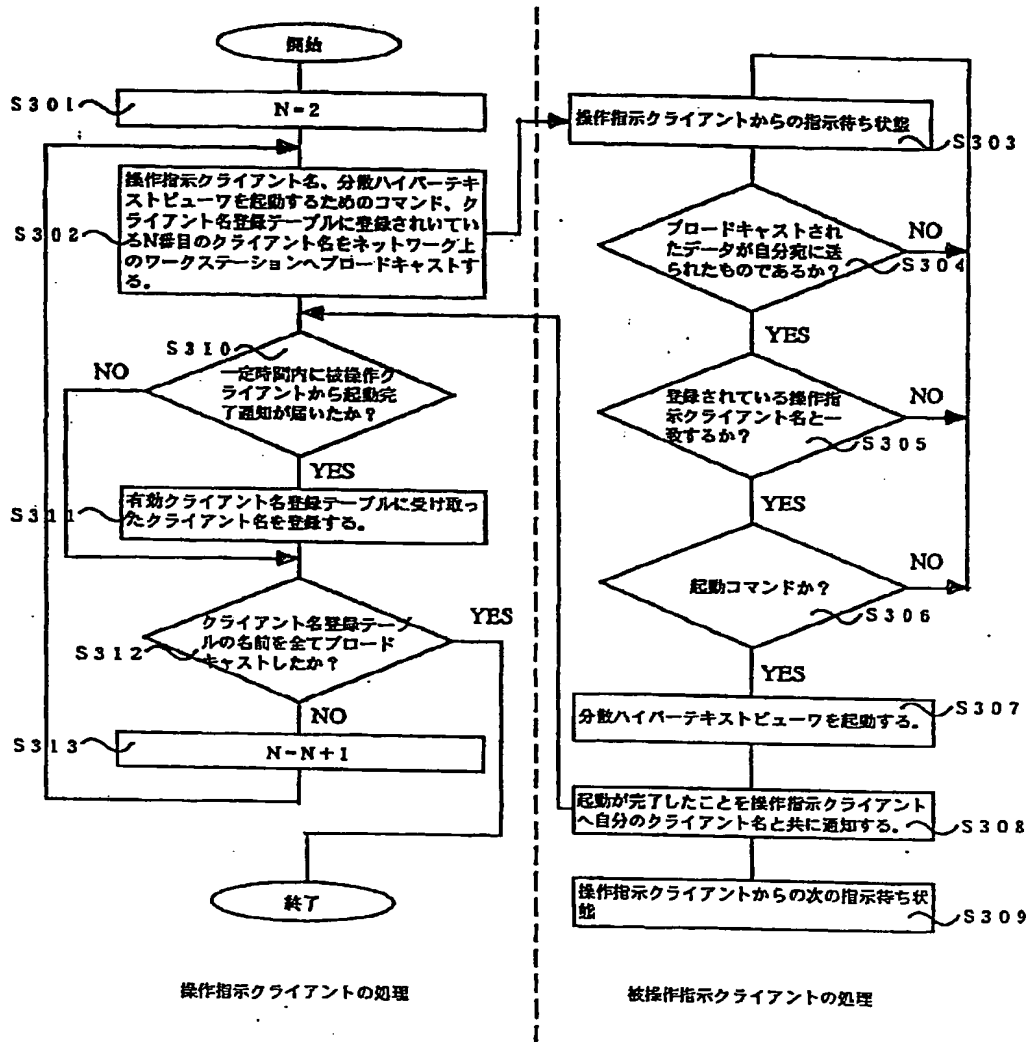 開始
S301
N=2
操作指示クライアント名、分散ハイパーテキ
ストビューワを起動するためのコマンド、ク
ライアント名登録テーブルに登録されいてい
るN番目のクライアント名をネットワーグ上
のワークステーションへブロードキャストす
る。
S302
S310
一定時間内に被操作ク
ライアントから起動完
了通知が届いたか?
NO
YES
S311
有効クライアント名登録テーブルに受け取っ
たクライアント名を登録する。
クライアント名登録テーブ
ルの名前を全てブロード
キャストしたか?
S312
YES
NO
S313
N=N+1
終了
操作指示クライアントの処理
操作指示クライアントからの指示待ち状態
S303
ブロードキャストされ
たデータが自分宛に送
られたものであるか?
S304
NO
YES
登録されている操作指
示クライアント名と一
致するか?
S305
NO
YES
起動コマンドか?
S306
NO
YES
分散ハイパーテキストビューワを起動する。
S307
起動が完了したことを操作指示クライアント
へ自分のクライアント名と共に通知する。
S308
操作指示クライアントからの次の指示待ち状
態
S309
被操作指示クライアントの処理